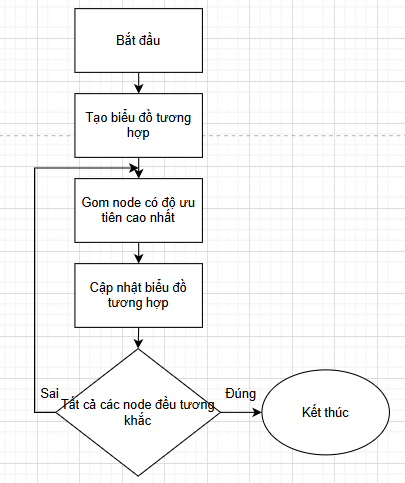 Bắt đầu
Tạo biểu đồ tương
hợp
Gom node có độ ưu
tiên cao nhất
Cập nhật biểu đồ
tương hợp
Sai
Tất cả các node đều tương
khắc
Đúng
Kết thúc